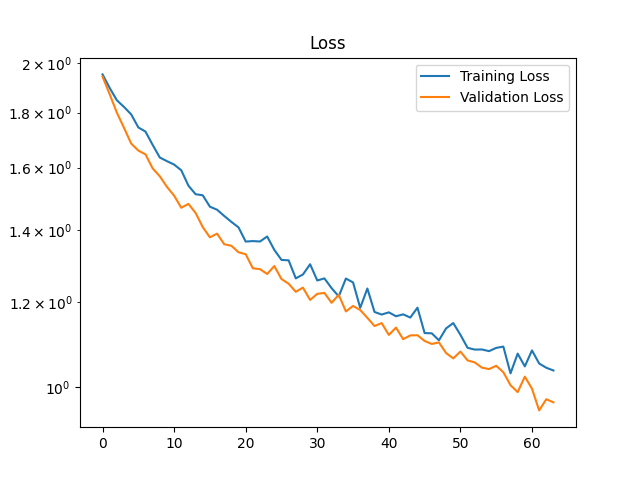 Loss
2 × 10⁰
1.8 × 10⁰
1.6 × 10⁰
1.4 × 10⁰
1.2 × 10⁰
10⁰
Training Loss
Validation Loss
0 10 20 30 40 50 60